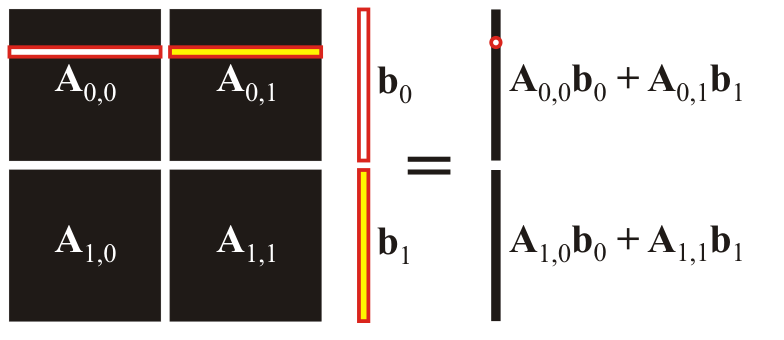 A0,0 A0,1 b0 A0,0b0 + A0,1b1
=
A1,0 A1,1 b1 A1,0b0 + A1,1b1